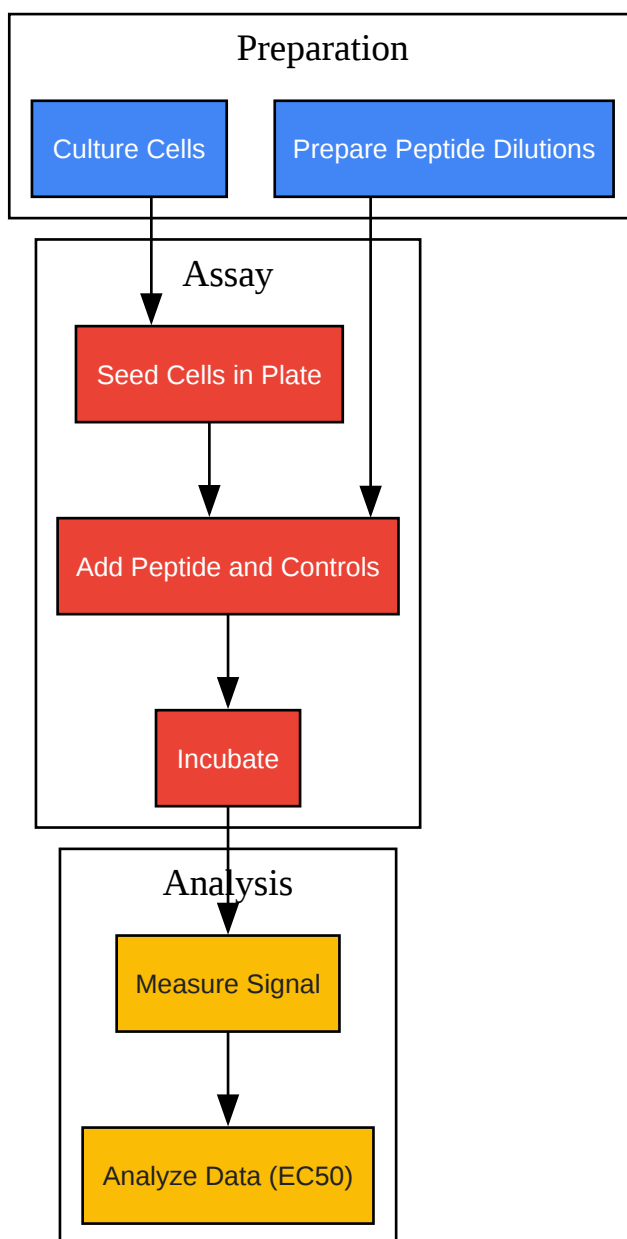 Preparation
Culture Cells
Prepare Peptide Dilutions
Assay
Seed Cells in Plate
Add Peptide and Controls
Incubate
Analysis
Measure Signal
Analyze Data (EC50)